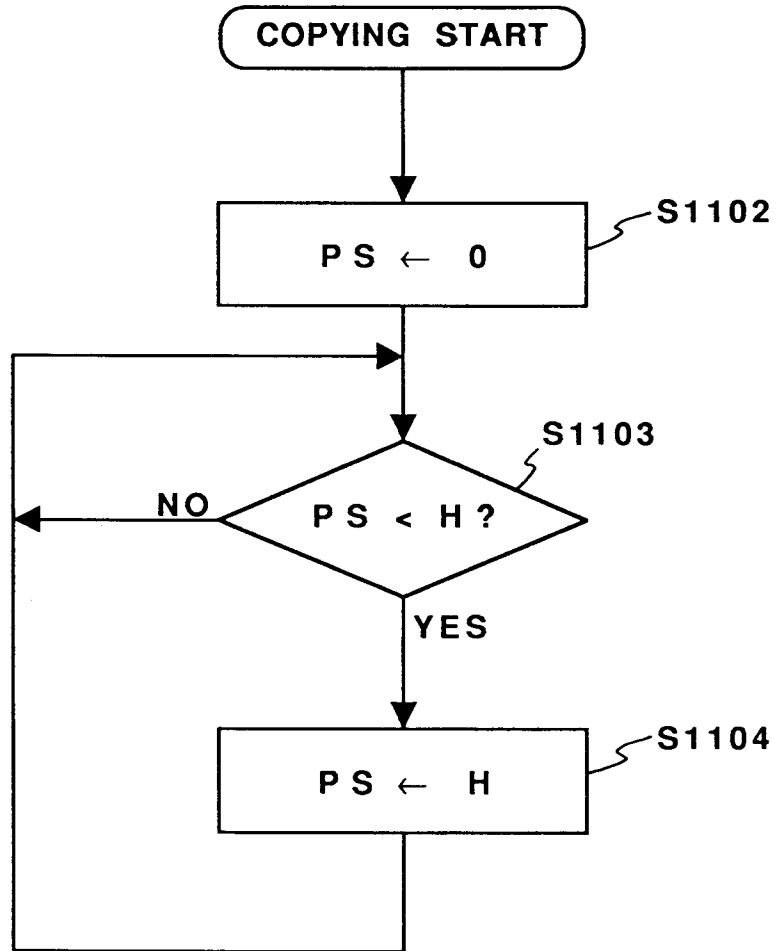 COPYING START
S1102
PS ← 0
S1103
NO
PS < H?
YES
S1104
PS ← H